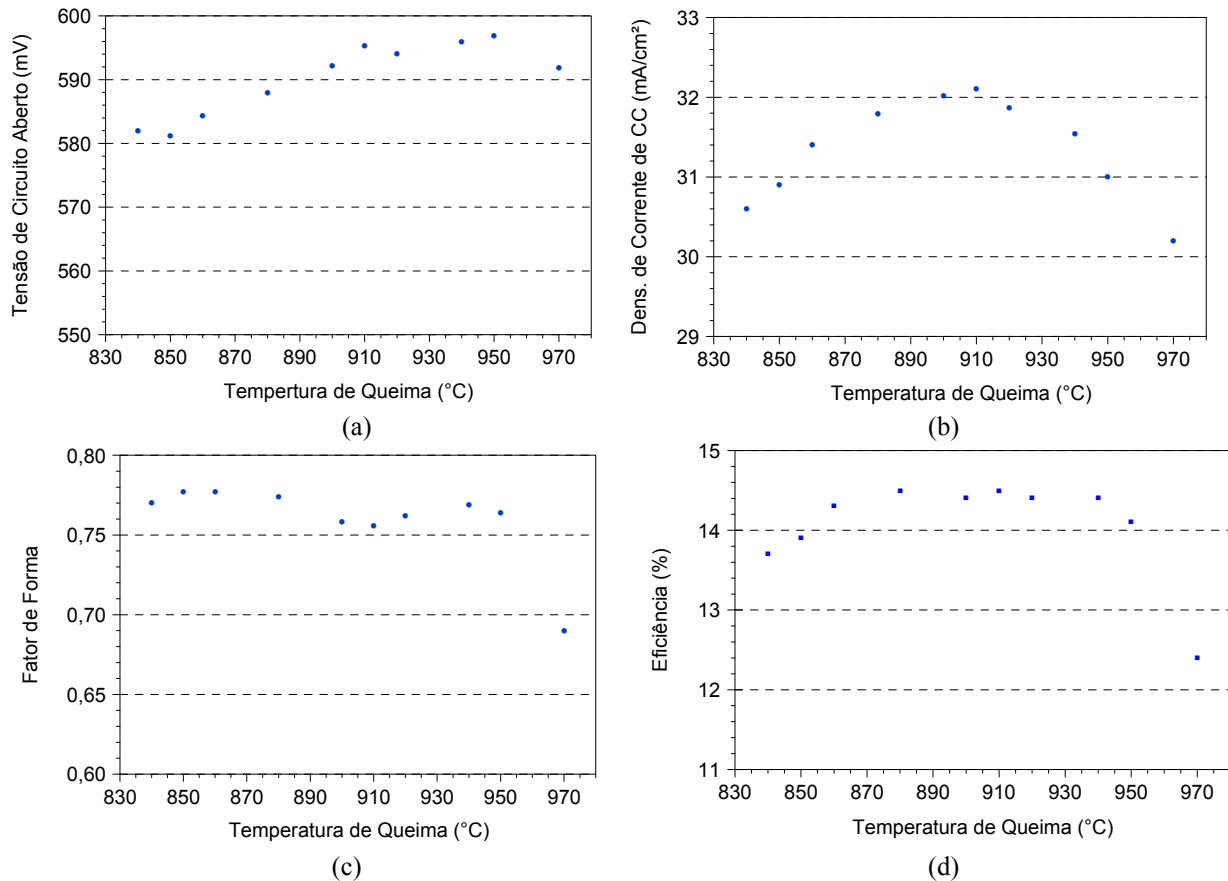 Tensão de Circuito Aberto (mV)
600
590
580
570
560
550
830 850 870 890 910 930 950 970
Tempertura de Queima (°C)
(a)
Dens. de Corrente de CC (mA/cm²)
33
32
31
30
29
830 850 870 890 910 930 950 970
Temperatura de Queima (°C)
(b)
Fator de Forma
0,80
0,75
0,70
0,65
0,60
830 850 870 890 910 930 950 970
Temperatura de Queima (°C)
(c)
Eficiência (%)
15
14
13
12
11
830 850 870 890 910 930 950 970
Temperatura de Queima (°C)
(d)